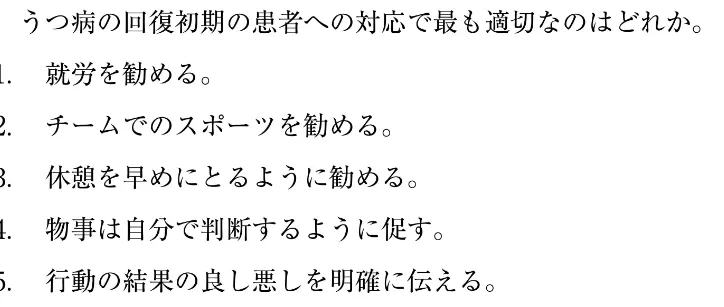 うつ病の回復初期の患者への対応で最も適切なのはどれか。
1. 就労を勧める。
2. チームでのスポーツを勧める。
3. 休憩を早めにとるように勧める。
4. 物事は自分で判断するように促す。
5. 行動の結果の良し悪しを明確に伝える。